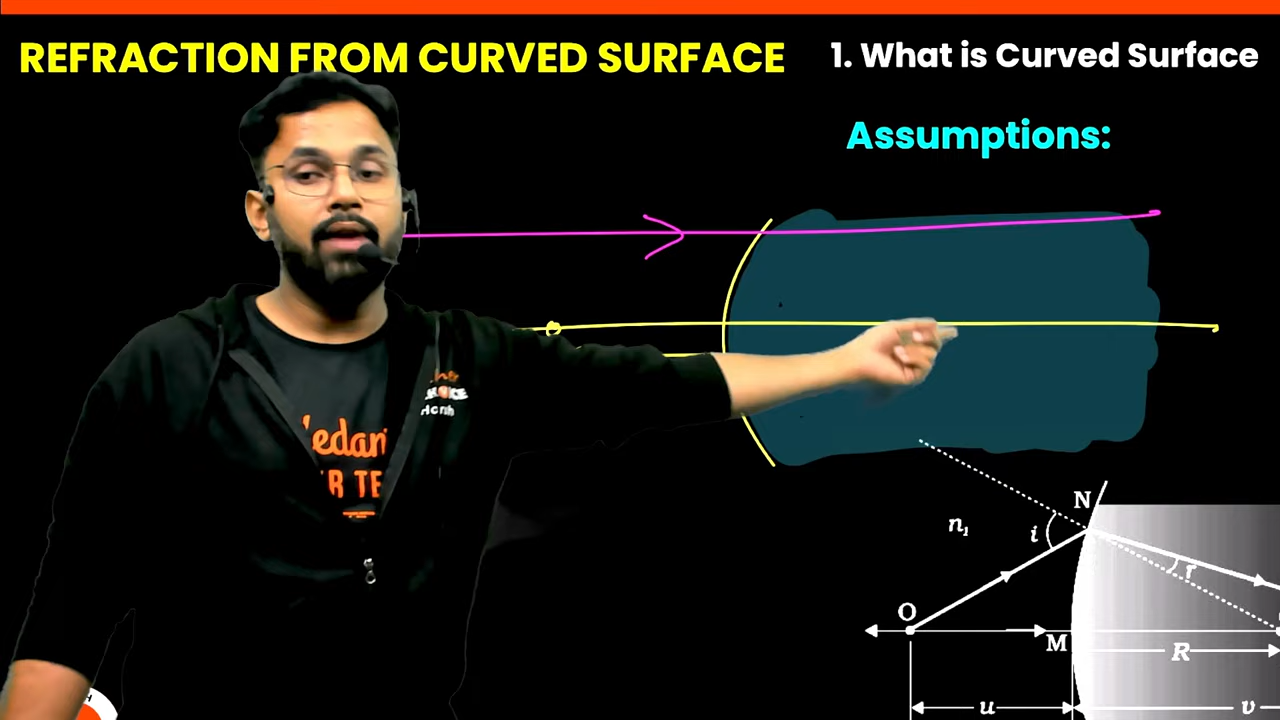 REFRACTION FROM CURVED SURFACE
1. What is Curved Surface
Assumptions:
N
n₁
i
r
O
M
R
u
v